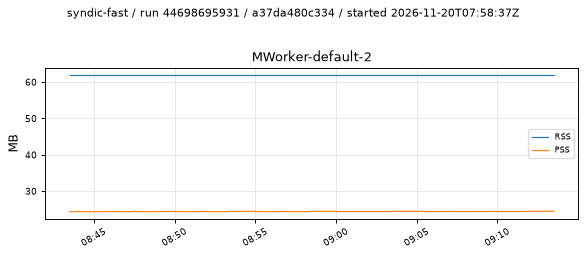 syndic-fast / run 44698695931 / a37da480c334 / started 2026-11-20T07:58:37Z
MWorker-default-2
60
50
40
30
MB
RSS
PSS
08:45
08:50
08:55
09:00
09:05
09:10